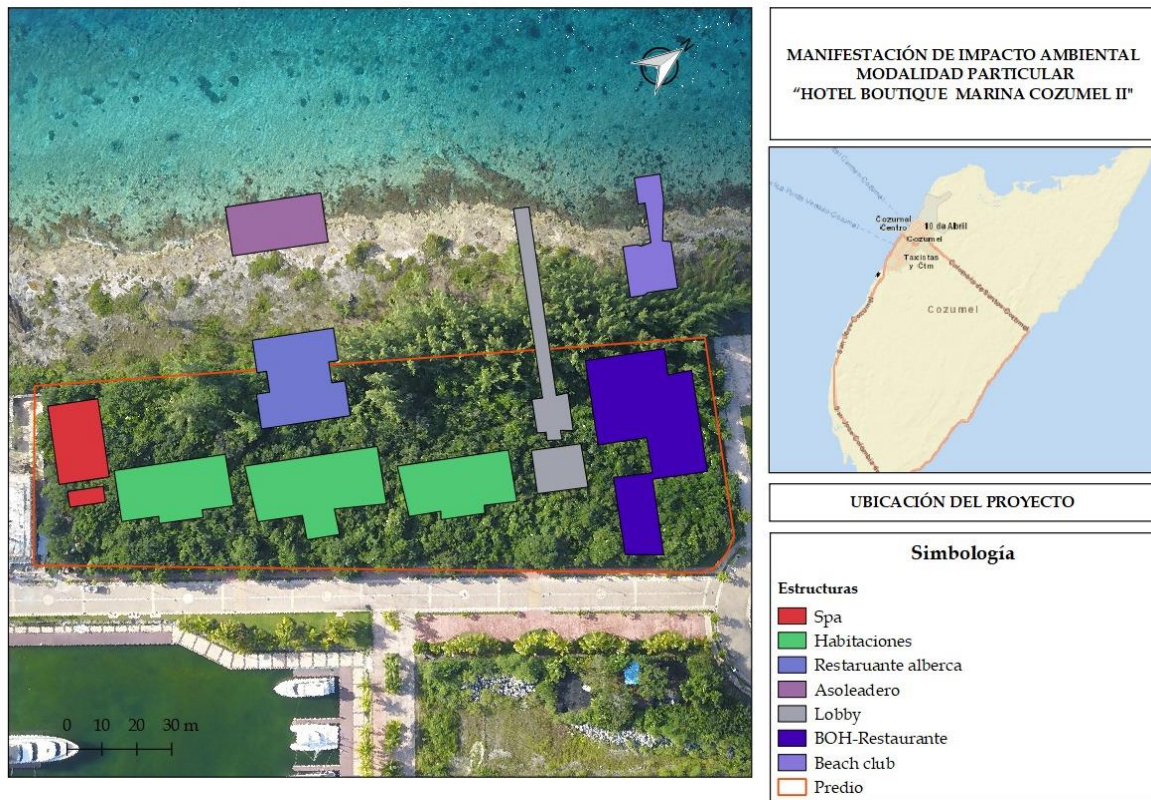 N
0 10 20 30 m
MANIFESTACIÓN DE IMPACTO AMBIENTAL
MODALIDAD PARTICULAR
“HOTEL BOUTIQUE MARINA COZUMEL II"
Cozumel
Centro
10 de Abril
Cozumel
Taxistas
y Ctm
Cozumel
UBICACIÓN DEL PROYECTO
Simbología
Estructuras
Spa
Habitaciones
Restaruante alberca
Asoleadero
Lobby
BOH-Restaurante
Beach club
Predio